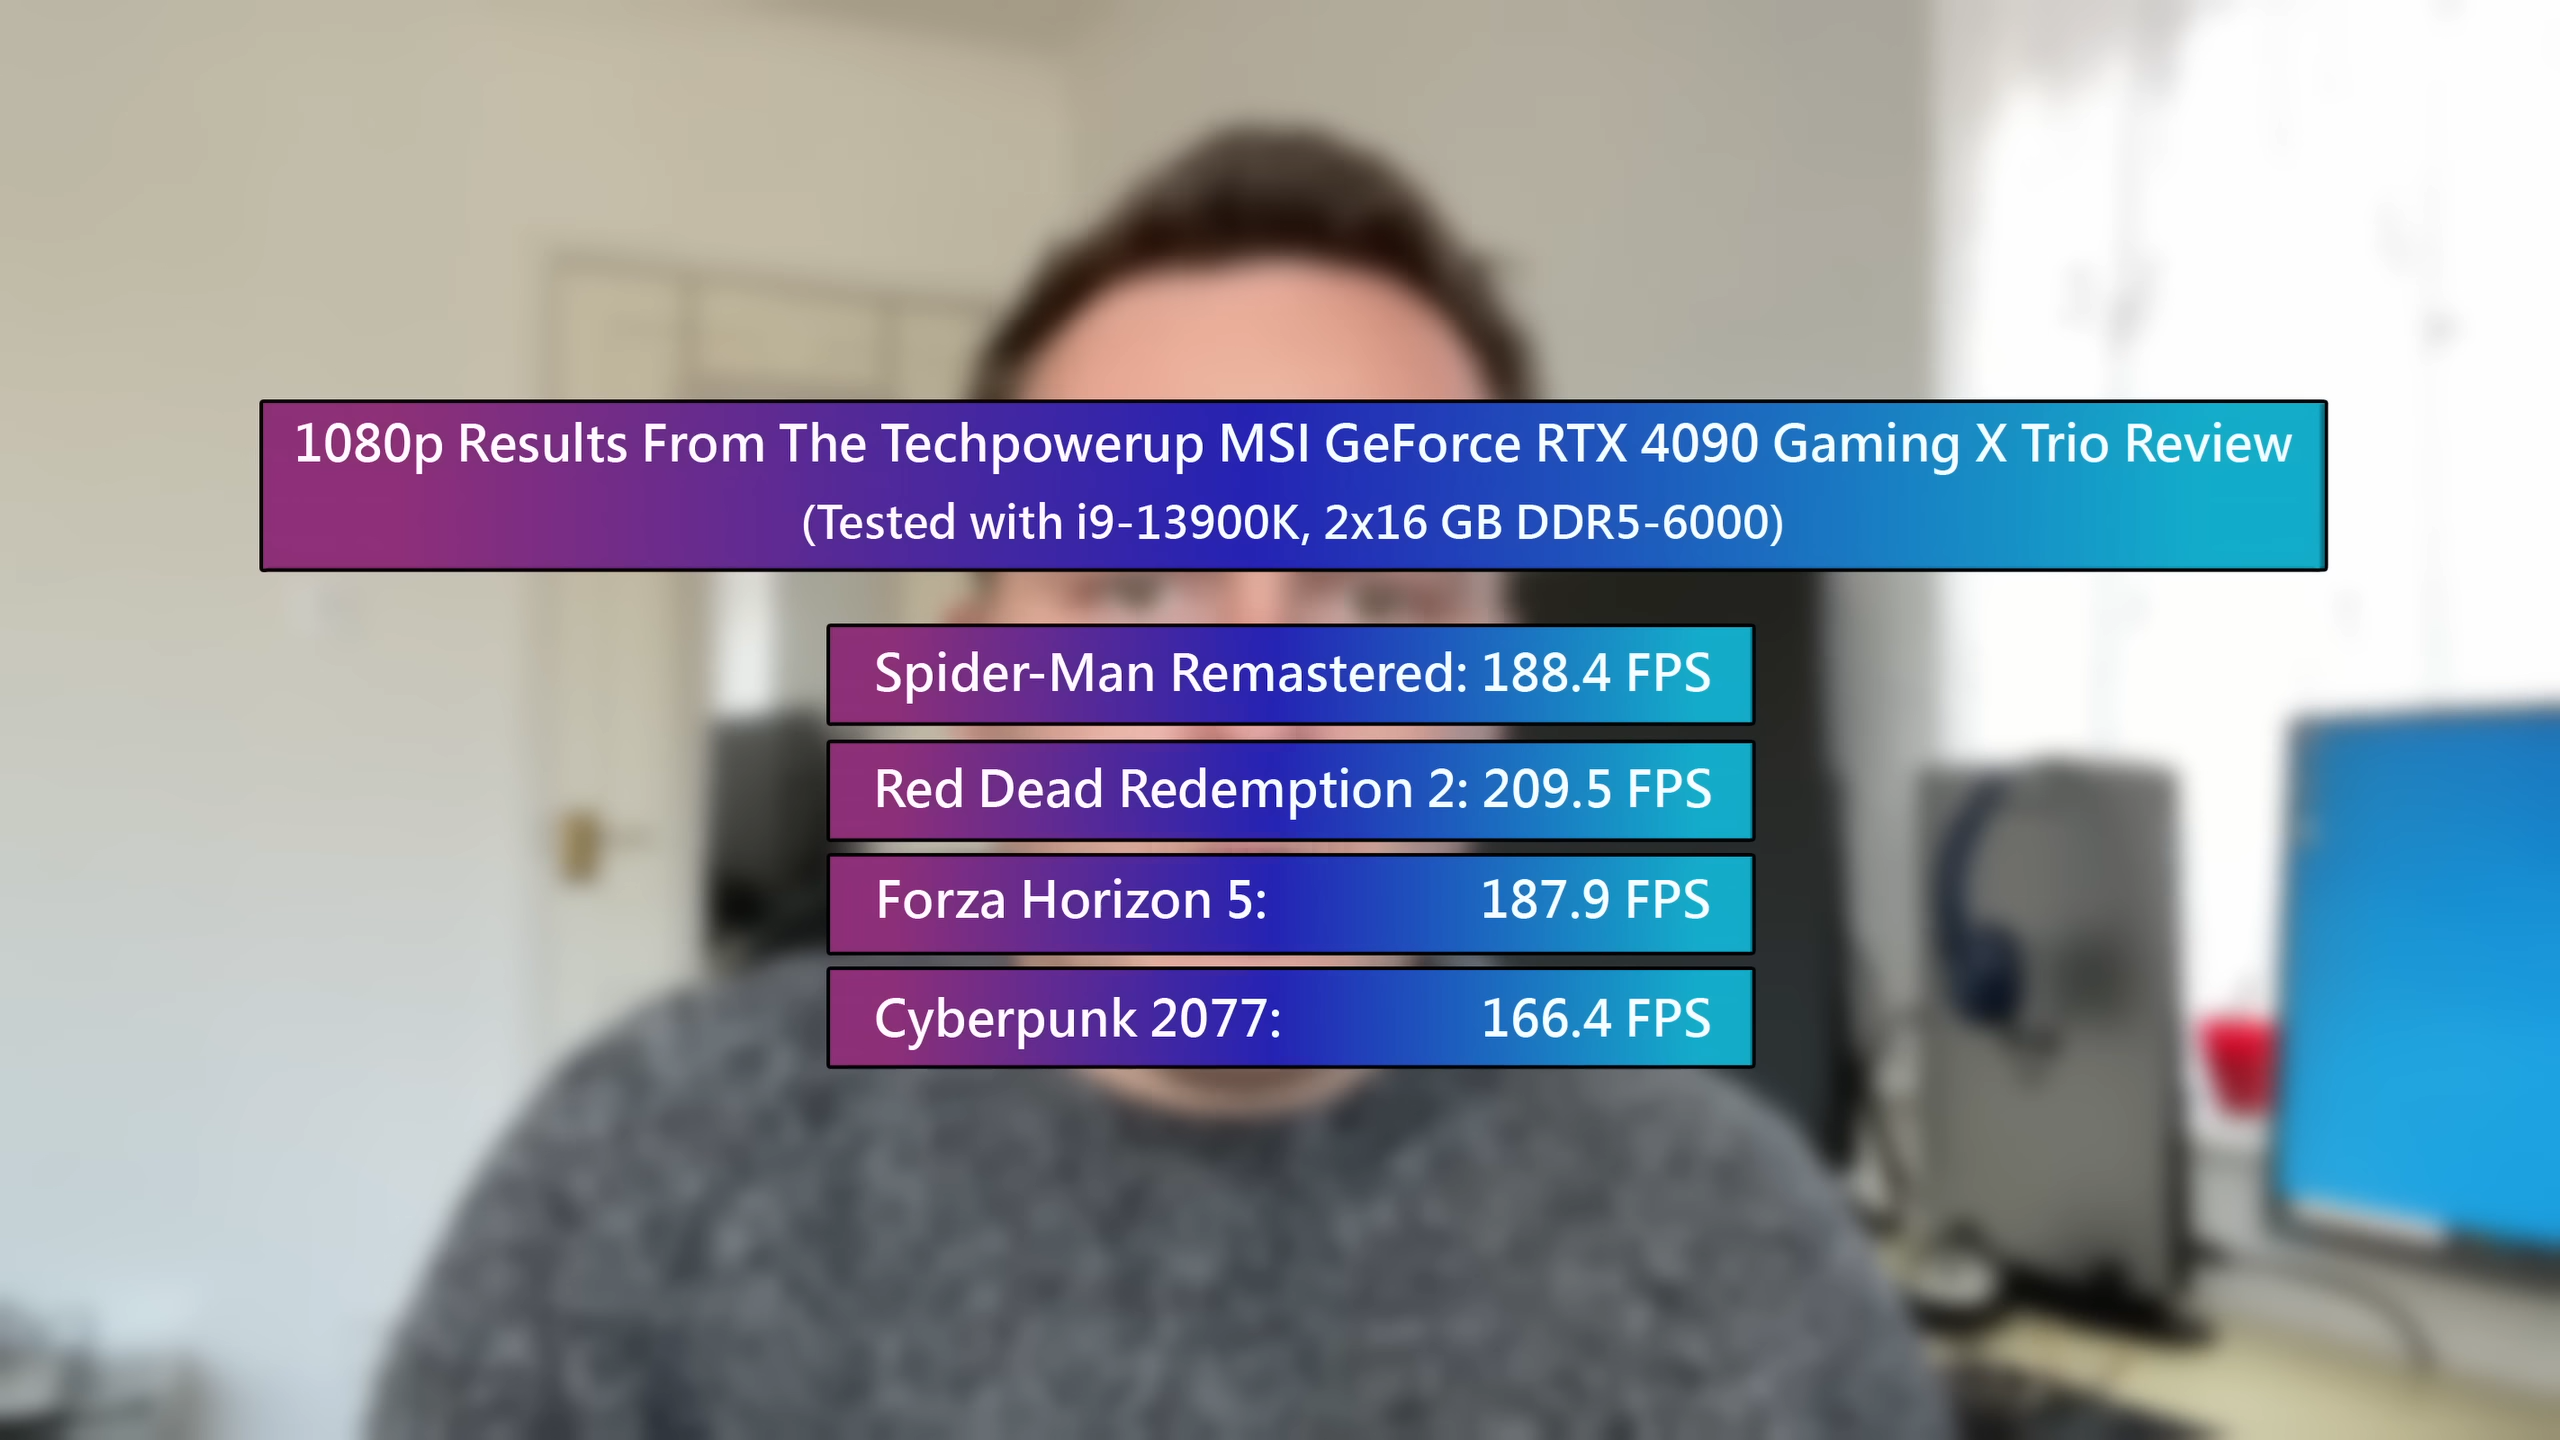 1080p Results From The Techpowerup MSI GeForce RTX 4090 Gaming X Trio Review
(Tested with i9-13900K, 2x16 GB DDR5-6000)
Spider-Man Remastered: 188.4 FPS
Red Dead Redemption 2: 209.5 FPS
Forza Horizon 5: 187.9 FPS
Cyberpunk 2077: 166.4 FPS